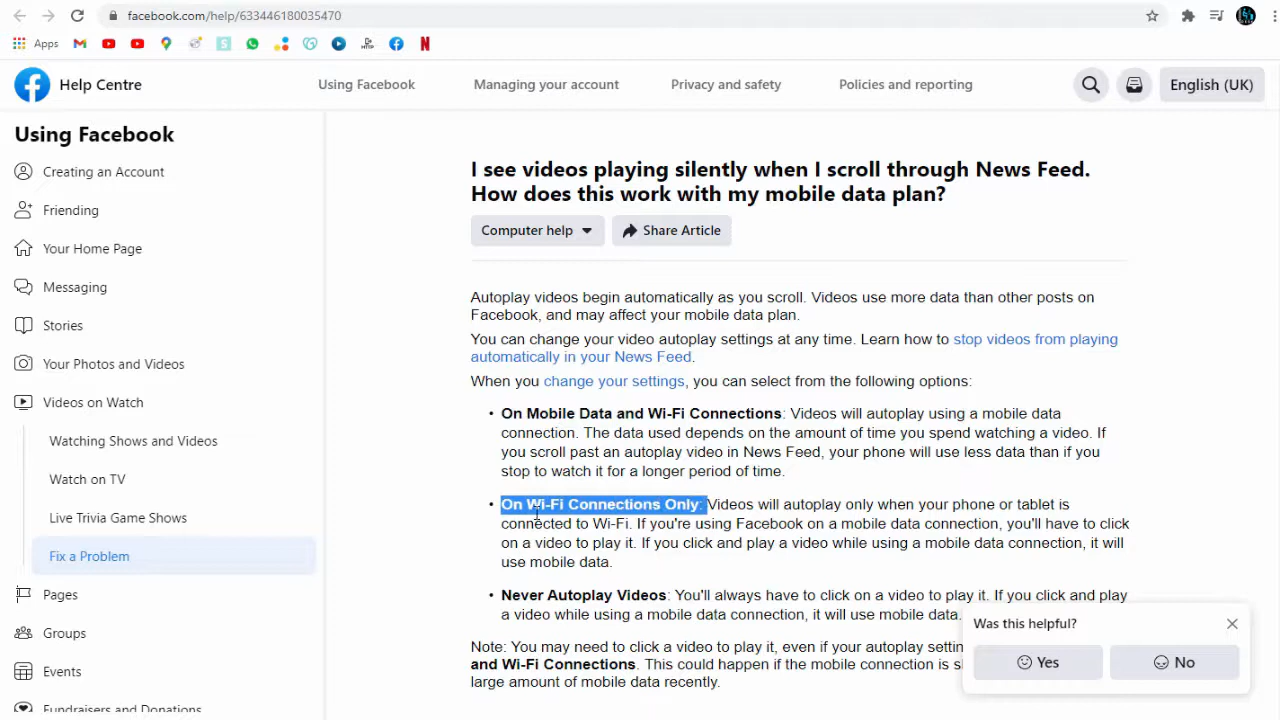 facebook.com/help/633446180035470
Apps
Help Centre
Using Facebook
Managing your account
Privacy and safety
Policies and reporting
English (UK)
Using Facebook
Creating an Account
Friending
Your Home Page
Messaging
Stories
Your Photos and Videos
Videos on Watch
Watching Shows and Videos
Watch on TV
Live Trivia Game Shows
Fix a Problem
Pages
Groups
Events
Fundraisers and Donations
I see videos playing silently when I scroll through News Feed.
How does this work with my mobile data plan?
Computer help
Share Article
Autoplay videos begin automatically as you scroll. Videos use more data than other posts on
Facebook, and may affect your mobile data plan.
You can change your video autoplay settings at any time. Learn how to stop videos from playing
automatically in your News Feed.
When you change your settings, you can select from the following options:
• On Mobile Data and Wi-Fi Connections: Videos will autoplay using a mobile data
connection. The data used depends on the amount of time you spend watching a video. If
you scroll past an autoplay video in News Feed, your phone will use less data than if you
stop to watch it for a longer period of time.
• On Wi-Fi Connections Only: Videos will autoplay only when your phone or tablet is
connected to Wi-Fi. If you're using Facebook on a mobile data connection, you'll have to click
on a video to play it. If you click and play a video while using a mobile data connection, it will
use mobile data.
• Never Autoplay Videos: You'll always have to click on a video to play it. If you click and play
a video while using a mobile data connection, it will use mobile data.
Note: You may need to click a video to play it, even if your autoplay
and Wi-Fi Connections. This could happen if the mobile connection is
large amount of mobile data recently.
Was this helpful?
Yes
No